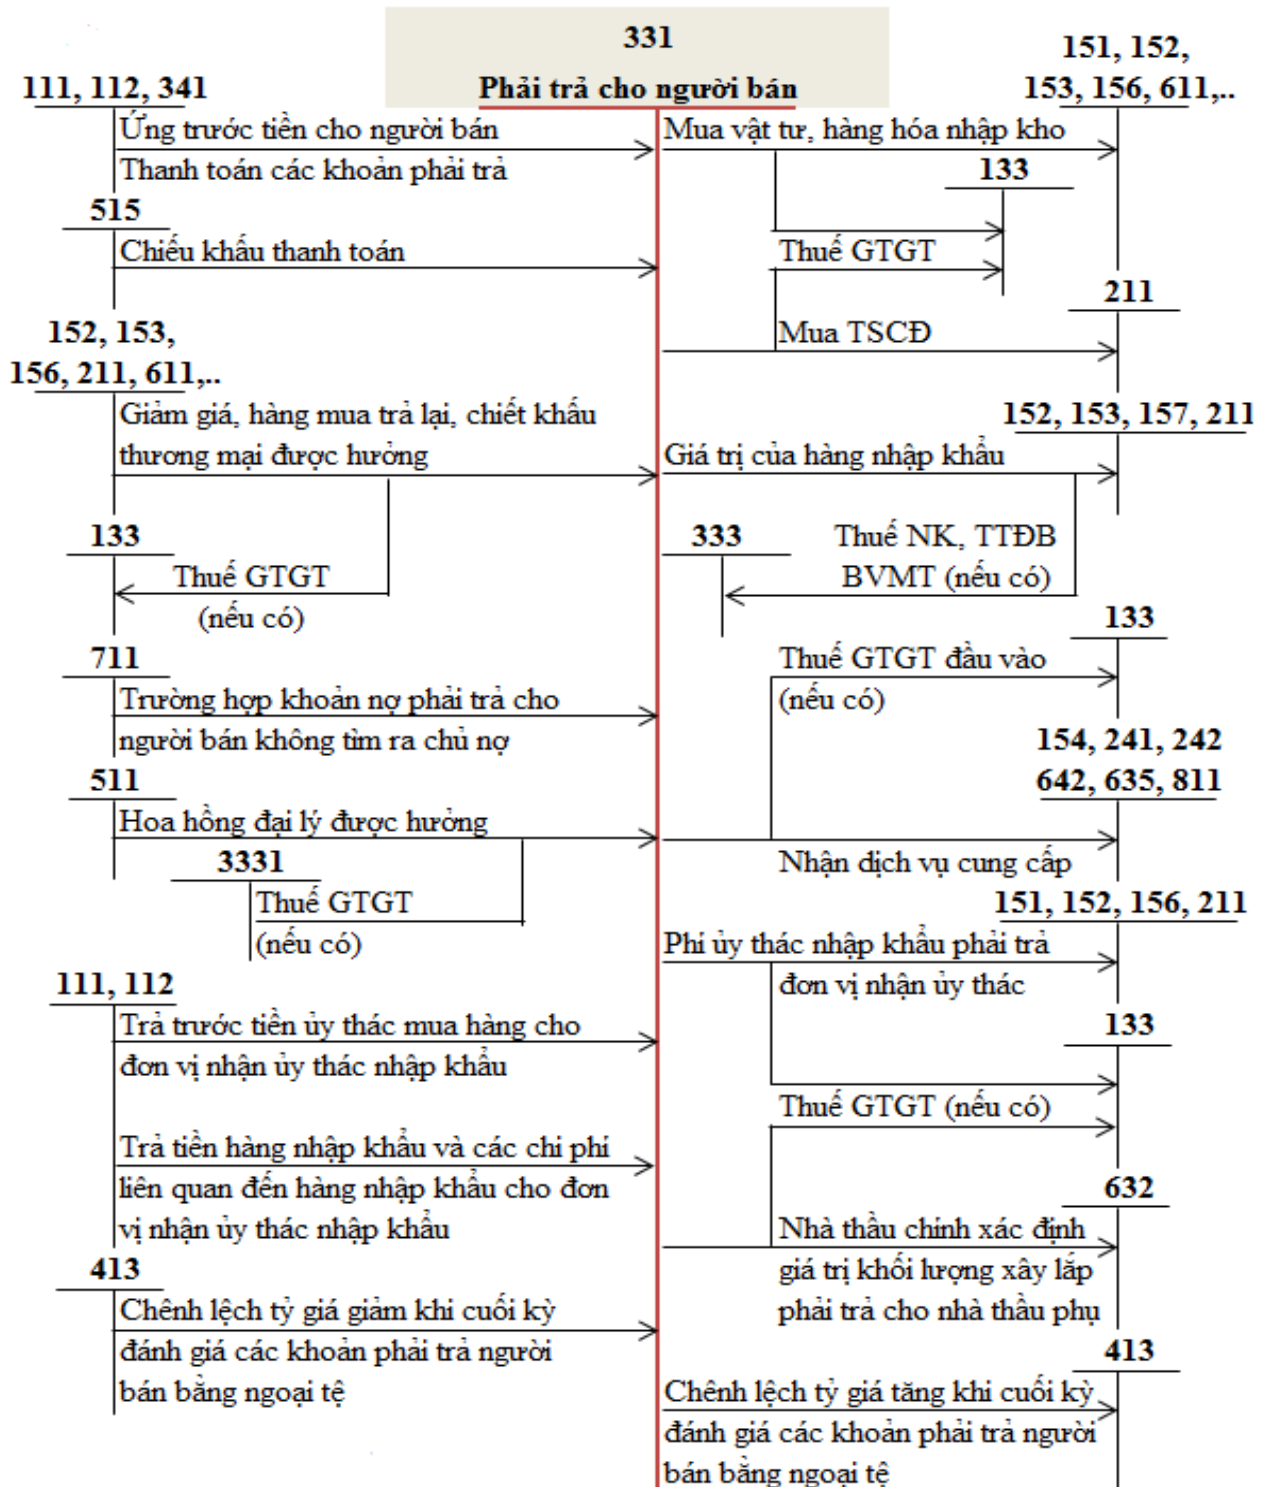 331
Phải trả cho người bán
111, 112, 341
Ứng trước tiền cho người bán
Thanh toán các khoản phải trả
515
Chiếu khấu thanh toán
152, 153,
156, 211, 611,..
Giảm giá, hàng mua trả lại, chiết khấu
thương mại được hưởng
133
Thuế GTGT
(nếu có)
711
Trường hợp khoản nợ phải trả cho
người bán không tìm ra chủ nợ
511
Hoa hồng đại lý được hưởng
3331
Thuế GTGT
(nếu có)
111, 112
Trả trước tiền ủy thác mua hàng cho
đơn vị nhận ủy thác nhập khẩu
Trả tiền hàng nhập khẩu và các chi phí
liên quan đến hàng nhập khẩu cho đơn
vị nhận ủy thác nhập khẩu
413
Chênh lệch tỷ giá giảm khi cuối kỳ
đánh giá các khoản phải trả người
bán bằng ngoại tệ
151, 152,
153, 156, 611,..
Mua vật tư, hàng hóa nhập kho
133
Thuế GTGT
211
Mua TSCĐ
152, 153, 157, 211
Giá trị của hàng nhập khẩu
333
Thuế NK, TTĐB
BVMT (nếu có)
133
Thuế GTGT đầu vào
(nếu có)
154, 241, 242
642, 635, 811
Nhận dịch vụ cung cấp
151, 152, 156, 211
Phí ủy thác nhập khẩu phải trả
đơn vị nhận ủy thác
133
Thuế GTGT (nếu có)
632
Nhà thầu chính xác định
giá trị khối lượng xây lắp
phải trả cho nhà thầu phụ
413
Chênh lệch tỷ giá tăng khi cuối kỳ
đánh giá các khoản phải trả người
bán bằng ngoại tệ